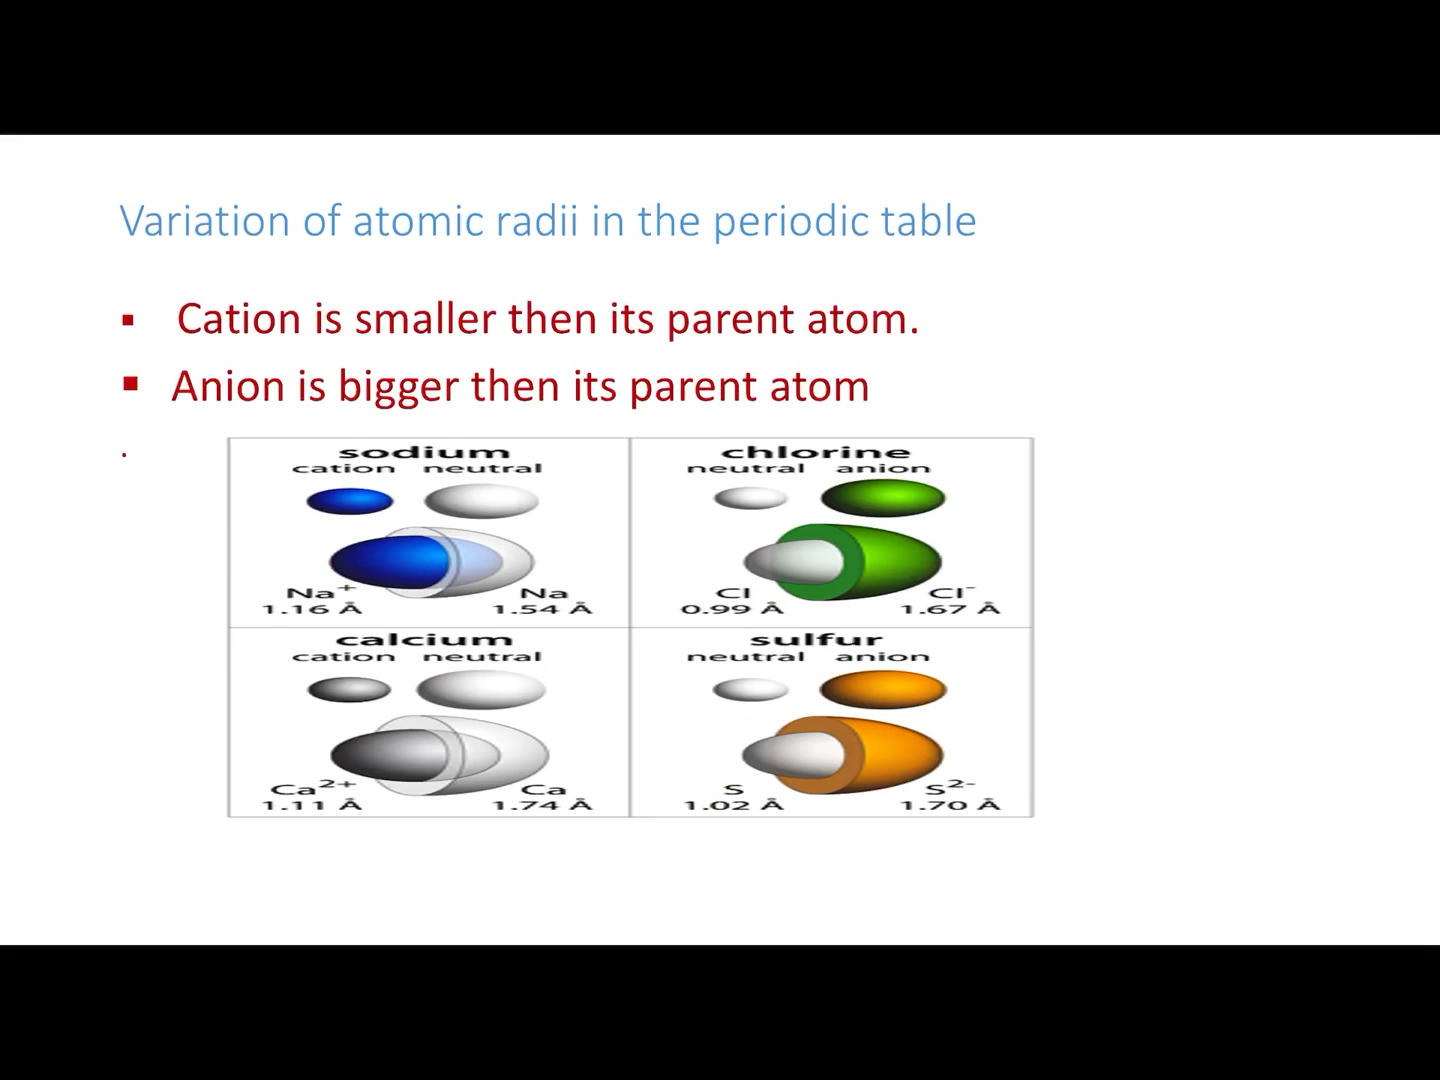 Variation of atomic radii in the periodic table
▪ Cation is smaller then its parent atom.
▪ Anion is bigger then its parent atom
.
sodium
cation neutral
Na⁺ Na
1.16 Å 1.54 Å
chlorine
neutral anion
Cl Cl⁻
0.99 Å 1.67 Å
calcium
cation neutral
Ca²⁺ Ca
1.11 Å 1.74 Å
sulfur
neutral anion
S S²⁻
1.02 Å 1.70 Å